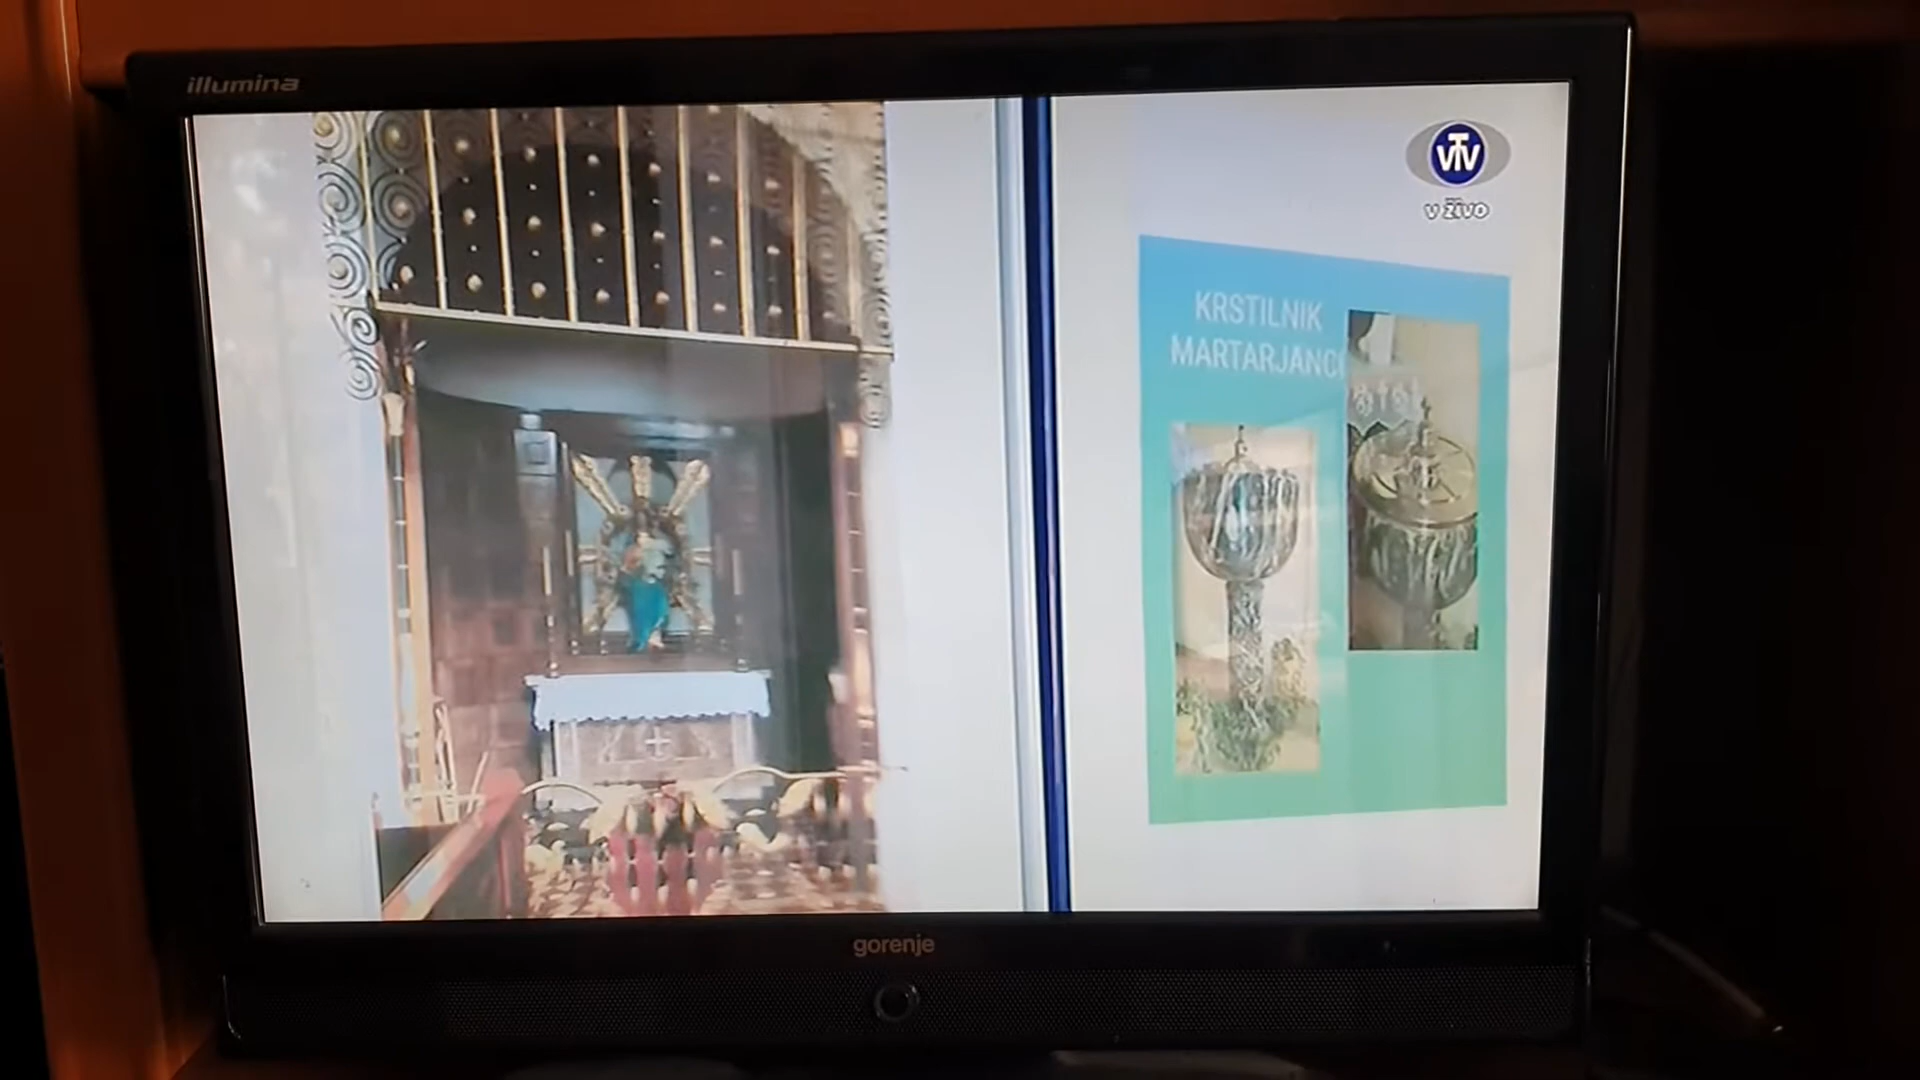 illumina
VTV
V ŽIVO
KRSTILNIK
MARTARJANCI
gorenje